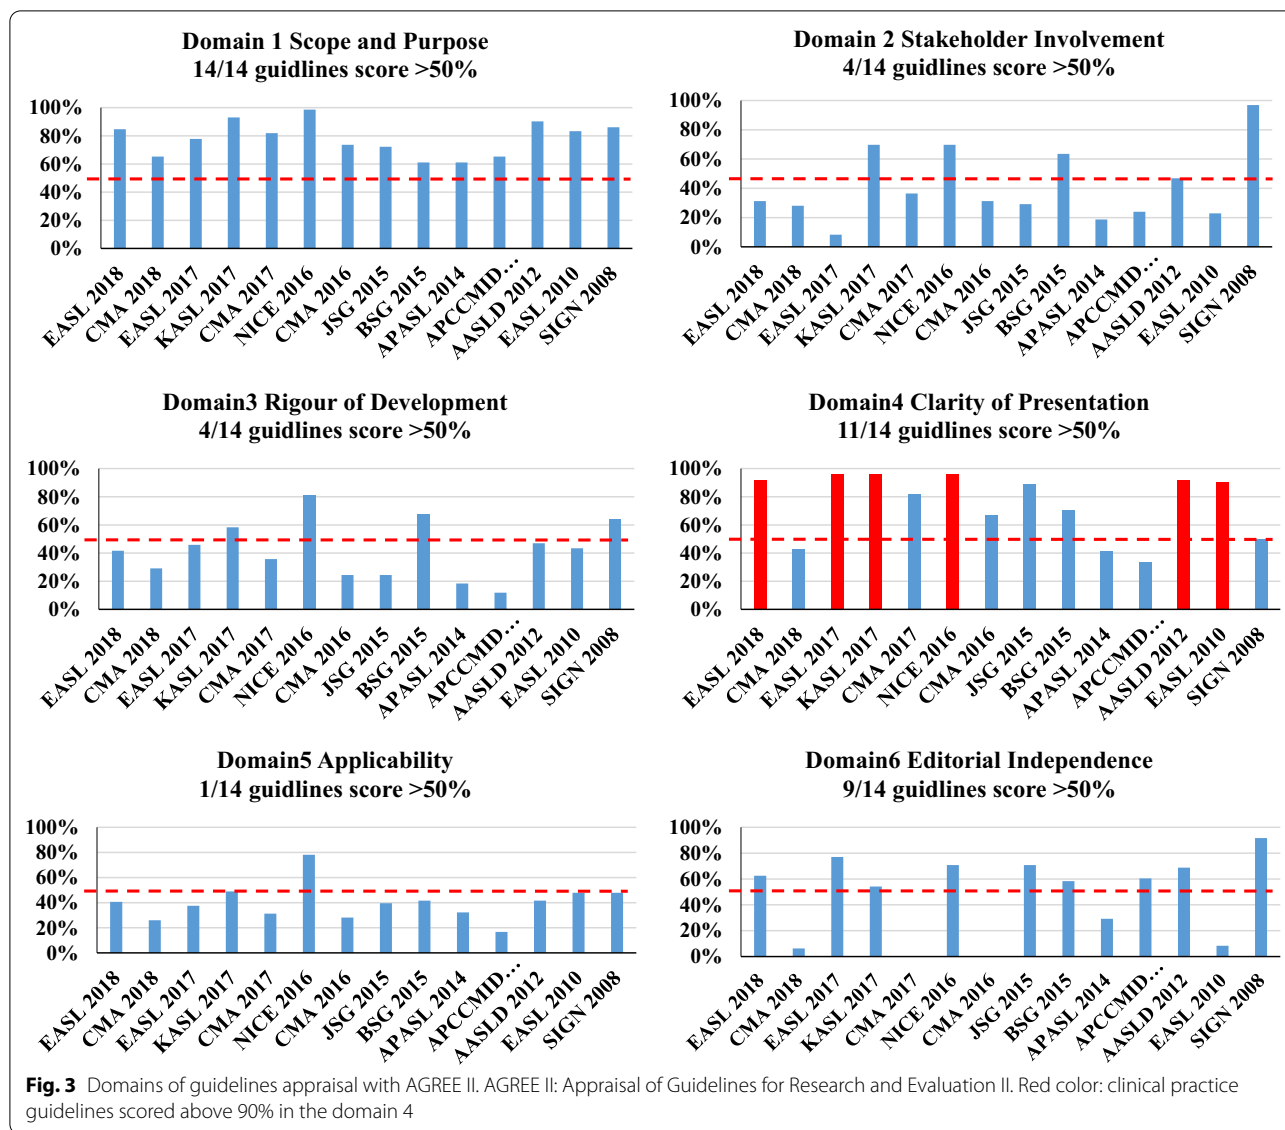 Domain 1 Scope and Purpose
14/14 guidlines score >50%
100%
80%
60%
40%
20%
0%
EASL 2018
CMA 2018
EASL 2017
KASL 2017
CMA 2017
NICE 2016
CMA 2016
JSG 2015
BSG 2015
APASL 2014
APCCMID…
AASLD 2012
EASL 2010
SIGN 2008
Domain 2 Stakeholder Involvement
4/14 guidlines score >50%
100%
80%
60%
40%
20%
0%
EASL 2018
CMA 2018
EASL 2017
KASL 2017
CMA 2017
NICE 2016
CMA 2016
JSG 2015
BSG 2015
APASL 2014
APCCMID…
AASLD 2012
EASL 2010
SIGN 2008
Domain3 Rigour of Development
4/14 guidlines score >50%
100%
80%
60%
40%
20%
0%
EASL 2018
CMA 2018
EASL 2017
KASL 2017
CMA 2017
NICE 2016
CMA 2016
JSG 2015
BSG 2015
APASL 2014
APCCMID…
AASLD 2012
EASL 2010
SIGN 2008
Domain4 Clarity of Presentation
11/14 guidlines score >50%
100%
80%
60%
40%
20%
0%
EASL 2018
CMA 2018
EASL 2017
KASL 2017
CMA 2017
NICE 2016
CMA 2016
JSG 2015
BSG 2015
APASL 2014
APCCMID…
AASLD 2012
EASL 2010
SIGN 2008
Domain5 Applicability
1/14 guidlines score >50%
100%
80%
60%
40%
20%
0%
EASL 2018
CMA 2018
EASL 2017
KASL 2017
CMA 2017
NICE 2016
CMA 2016
JSG 2015
BSG 2015
APASL 2014
APCCMID…
AASLD 2012
EASL 2010
SIGN 2008
Domain6 Editorial Independence
9/14 guidlines score >50%
100%
80%
60%
40%
20%
0%
EASL 2018
CMA 2018
EASL 2017
KASL 2017
CMA 2017
NICE 2016
CMA 2016
JSG 2015
BSG 2015
APASL 2014
APCCMID…
AASLD 2012
EASL 2010
SIGN 2008
Fig. 3 Domains of guidelines appraisal with AGREE II. AGREE II: Appraisal of Guidelines for Research and Evaluation II. Red color: clinical practice
guidelines scored above 90% in the domain 4